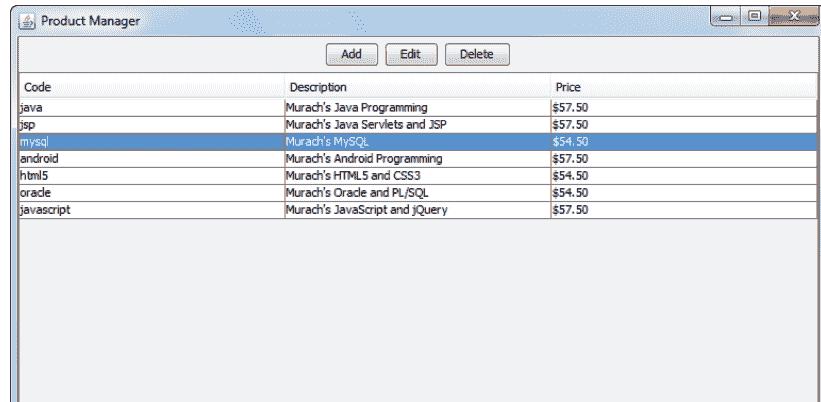 Product Manager
Add Edit Delete
Code Description Price
java Murach's Java Programming $57.50
jsp Murach's Java Servlets and JSP $57.50
mysql Murach's MySQL $54.50
android Murach's Android Programming $57.50
html5 Murach's HTML5 and CSS3 $54.50
oracle Murach's Oracle and PL/SQL $54.50
javascript Murach's JavaScript and jQuery $57.50